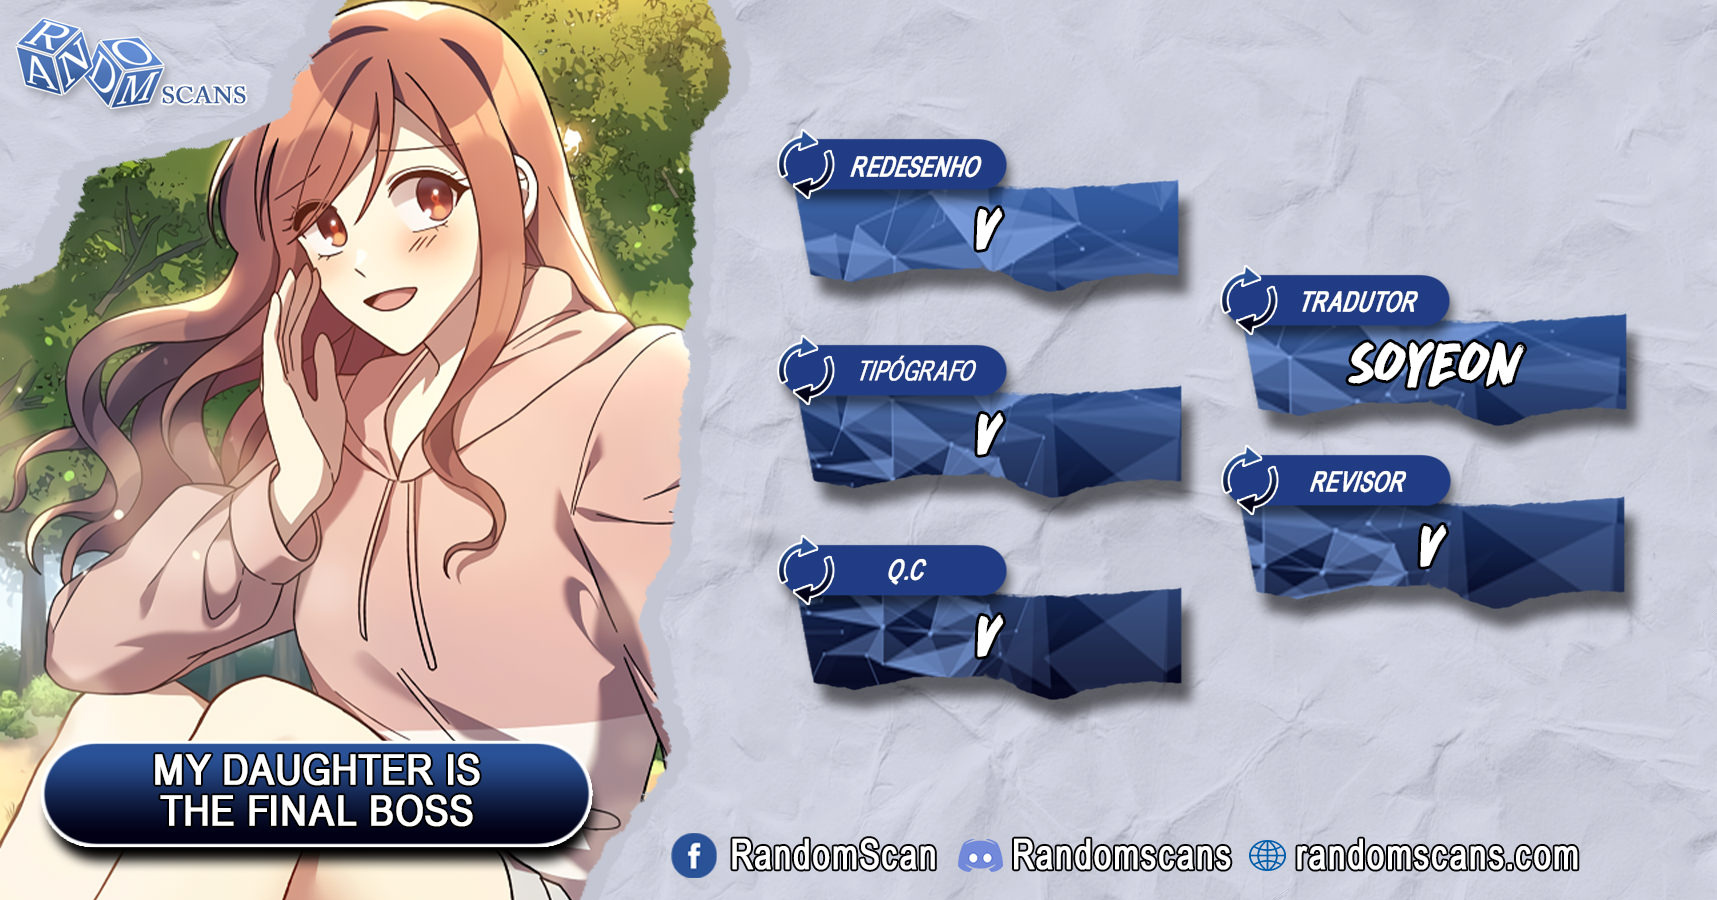 RANDOM SCANS
REDESENHO
V
TRADUTOR
SOYEON
TIPÓGRAFO
V
REVISOR
V
Q.C
V
MY DAUGHTER IS
THE FINAL BOSS
RandomScan
Randomscans
randomscans.com